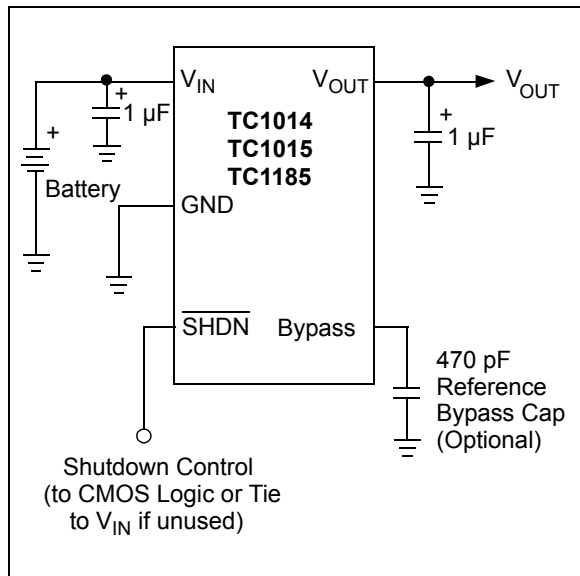 V_IN
V_OUT
V_OUT
+
1 µF
TC1014
TC1015
TC1185
+
1 µF
+
Battery
GND
SHDN
Bypass
470 pF
Reference
Bypass Cap
(Optional)
Shutdown Control
(to CMOS Logic or Tie
to V_IN if unused)